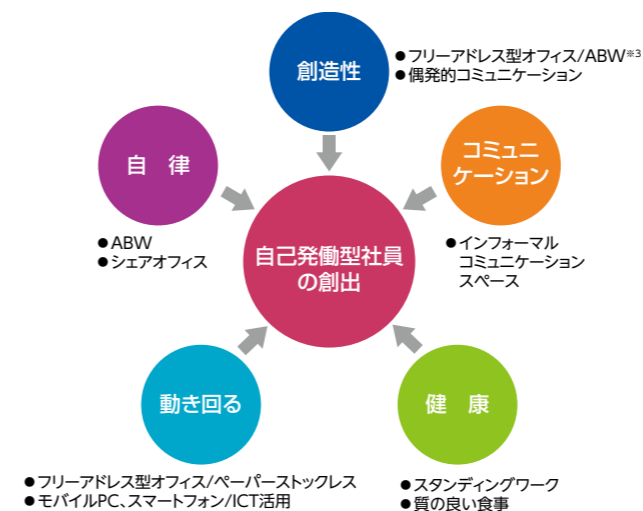 創造性
●フリーアドレス型オフィス/ABW※3
●偶発的コミュニケーション
自 律
●ABW
●シェアオフィス
コミュニ
ケーション
●インフォーマル
コミュニケーション
スペース
自己発働型社員
の創出
動き回る
●フリーアドレス型オフィス/ペーパーストックレス
●モバイルPC、スマートフォン/ICT活用
健 康
●スタンディングワーク
●質の良い食事